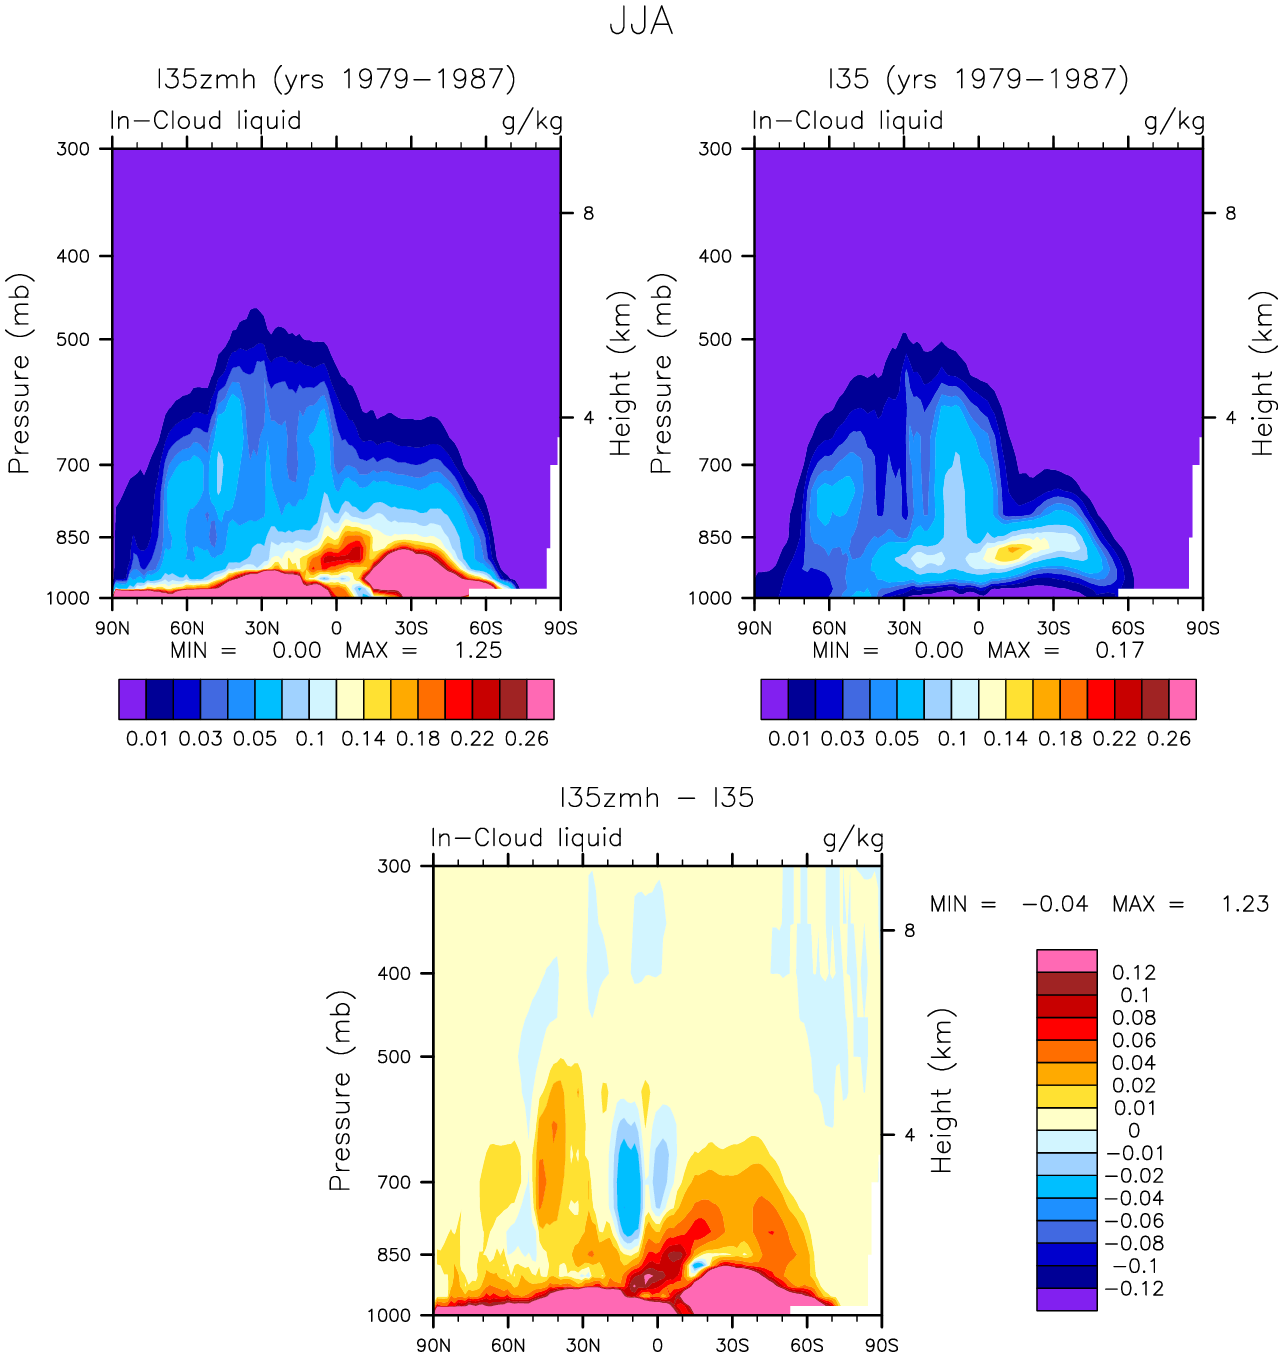 JJA
I35zmh (yrs 1979-1987)
In-Cloud liquid g/kg
300
400
500
700
850
1000
Pressure (mb)
8
4
Height (km)
90N 60N 30N 0 30S 60S 90S
MIN = 0.00 MAX = 1.25
0.01 0.03 0.05 0.1 0.14 0.18 0.22 0.26
I35 (yrs 1979-1987)
In-Cloud liquid g/kg
300
400
500
700
850
1000
Pressure (mb)
8
4
Height (km)
90N 60N 30N 0 30S 60S 90S
MIN = 0.00 MAX = 0.17
0.01 0.03 0.05 0.1 0.14 0.18 0.22 0.26
I35zmh - I35
In-Cloud liquid g/kg
300
400
500
700
850
1000
Pressure (mb)
8
4
Height (km)
90N 60N 30N 0 30S 60S 90S
MIN = -0.04 MAX = 1.23
0.12
0.1
0.08
0.06
0.04
0.02
0.01
0
-0.01
-0.02
-0.04
-0.06
-0.08
-0.1
-0.12